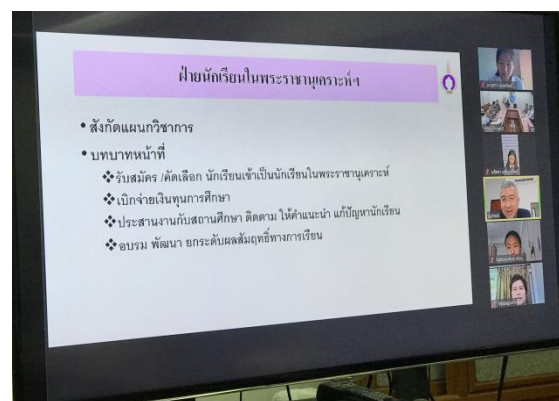 ฝ่ายนักเรียนในพระราชานุเคราะห์ฯ
• สังกัดแผนกวิชาการ
• บทบาทหน้าที่
❖รับสมัคร /คัดเลือก นักเรียนเข้าเป็นนักเรียนในพระราชานุเคราะห์
❖เบิกจ่ายเงินทุนการศึกษา
❖ประสานงานกับสถานศึกษา ติดตาม ให้คำแนะนำ แก้ปัญหานักเรียน
❖อบรม พัฒนา ยกระดับผลสัมฤทธิ์ทางการเรียน